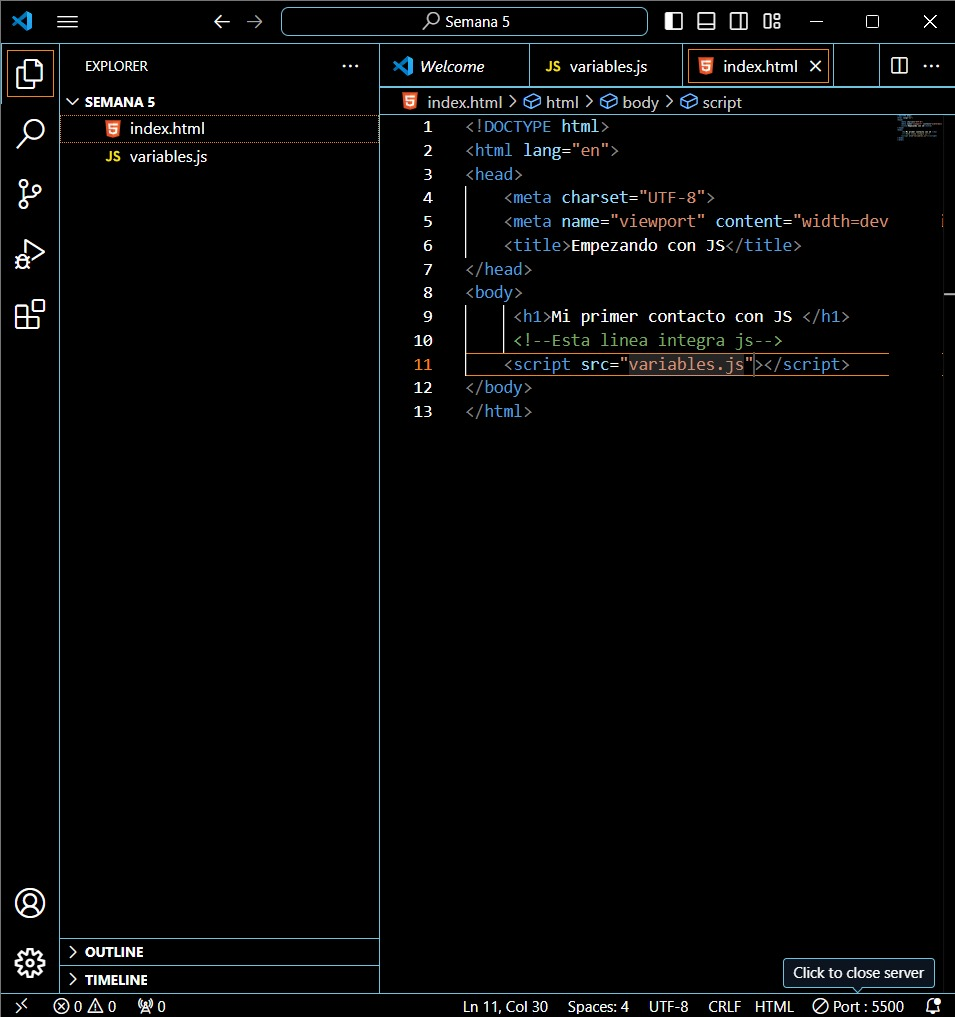 Semana 5
EXPLORER
Welcome
JS variables.js
index.html
SEMANA 5
index.html
JS variables.js
index.html > html > body > script
1 <!DOCTYPE html>
2 <html lang="en">
3 <head>
4 <meta charset="UTF-8">
5 <meta name="viewport" content="width=dev
6 <title>Empezando con JS</title>
7 </head>
8 <body>
9 <h1>Mi primer contacto con JS </h1>
10 <!--Esta linea integra js-->
11 <script src="variables.js"></script>
12 </body>
13 </html>
OUTLINE
TIMELINE
Click to close server
0 0 0 Ln 11, Col 30 Spaces: 4 UTF-8 CRLF HTML Port : 5500